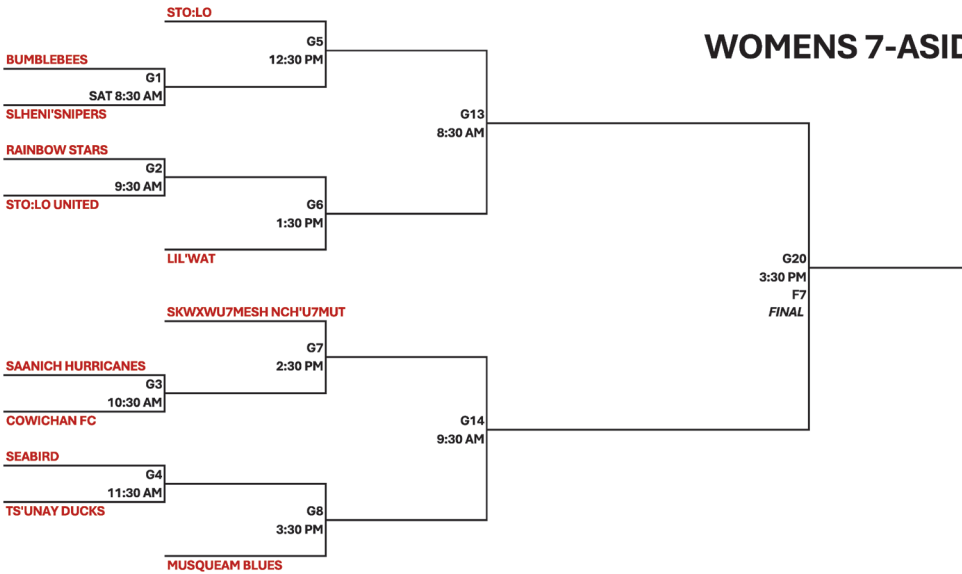 STO:LO
WOMENS 7-ASID
G5
12:30 PM
BUMBLEBEES
G1
SAT 8:30 AM
SLHENI'SNIPERS
G13
8:30 AM
RAINBOW STARS
G2
9:30 AM
STO:LO UNITED
G6
1:30 PM
LIL'WAT
G20
3:30 PM
F7
FINAL
SKWXWU7MESH NCH'U7MUT
G7
2:30 PM
SAANICH HURRICANES
G3
10:30 AM
COWICHAN FC
G14
9:30 AM
SEABIRD
G4
11:30 AM
TS'UNAY DUCKS
G8
3:30 PM
MUSQUEAM BLUES